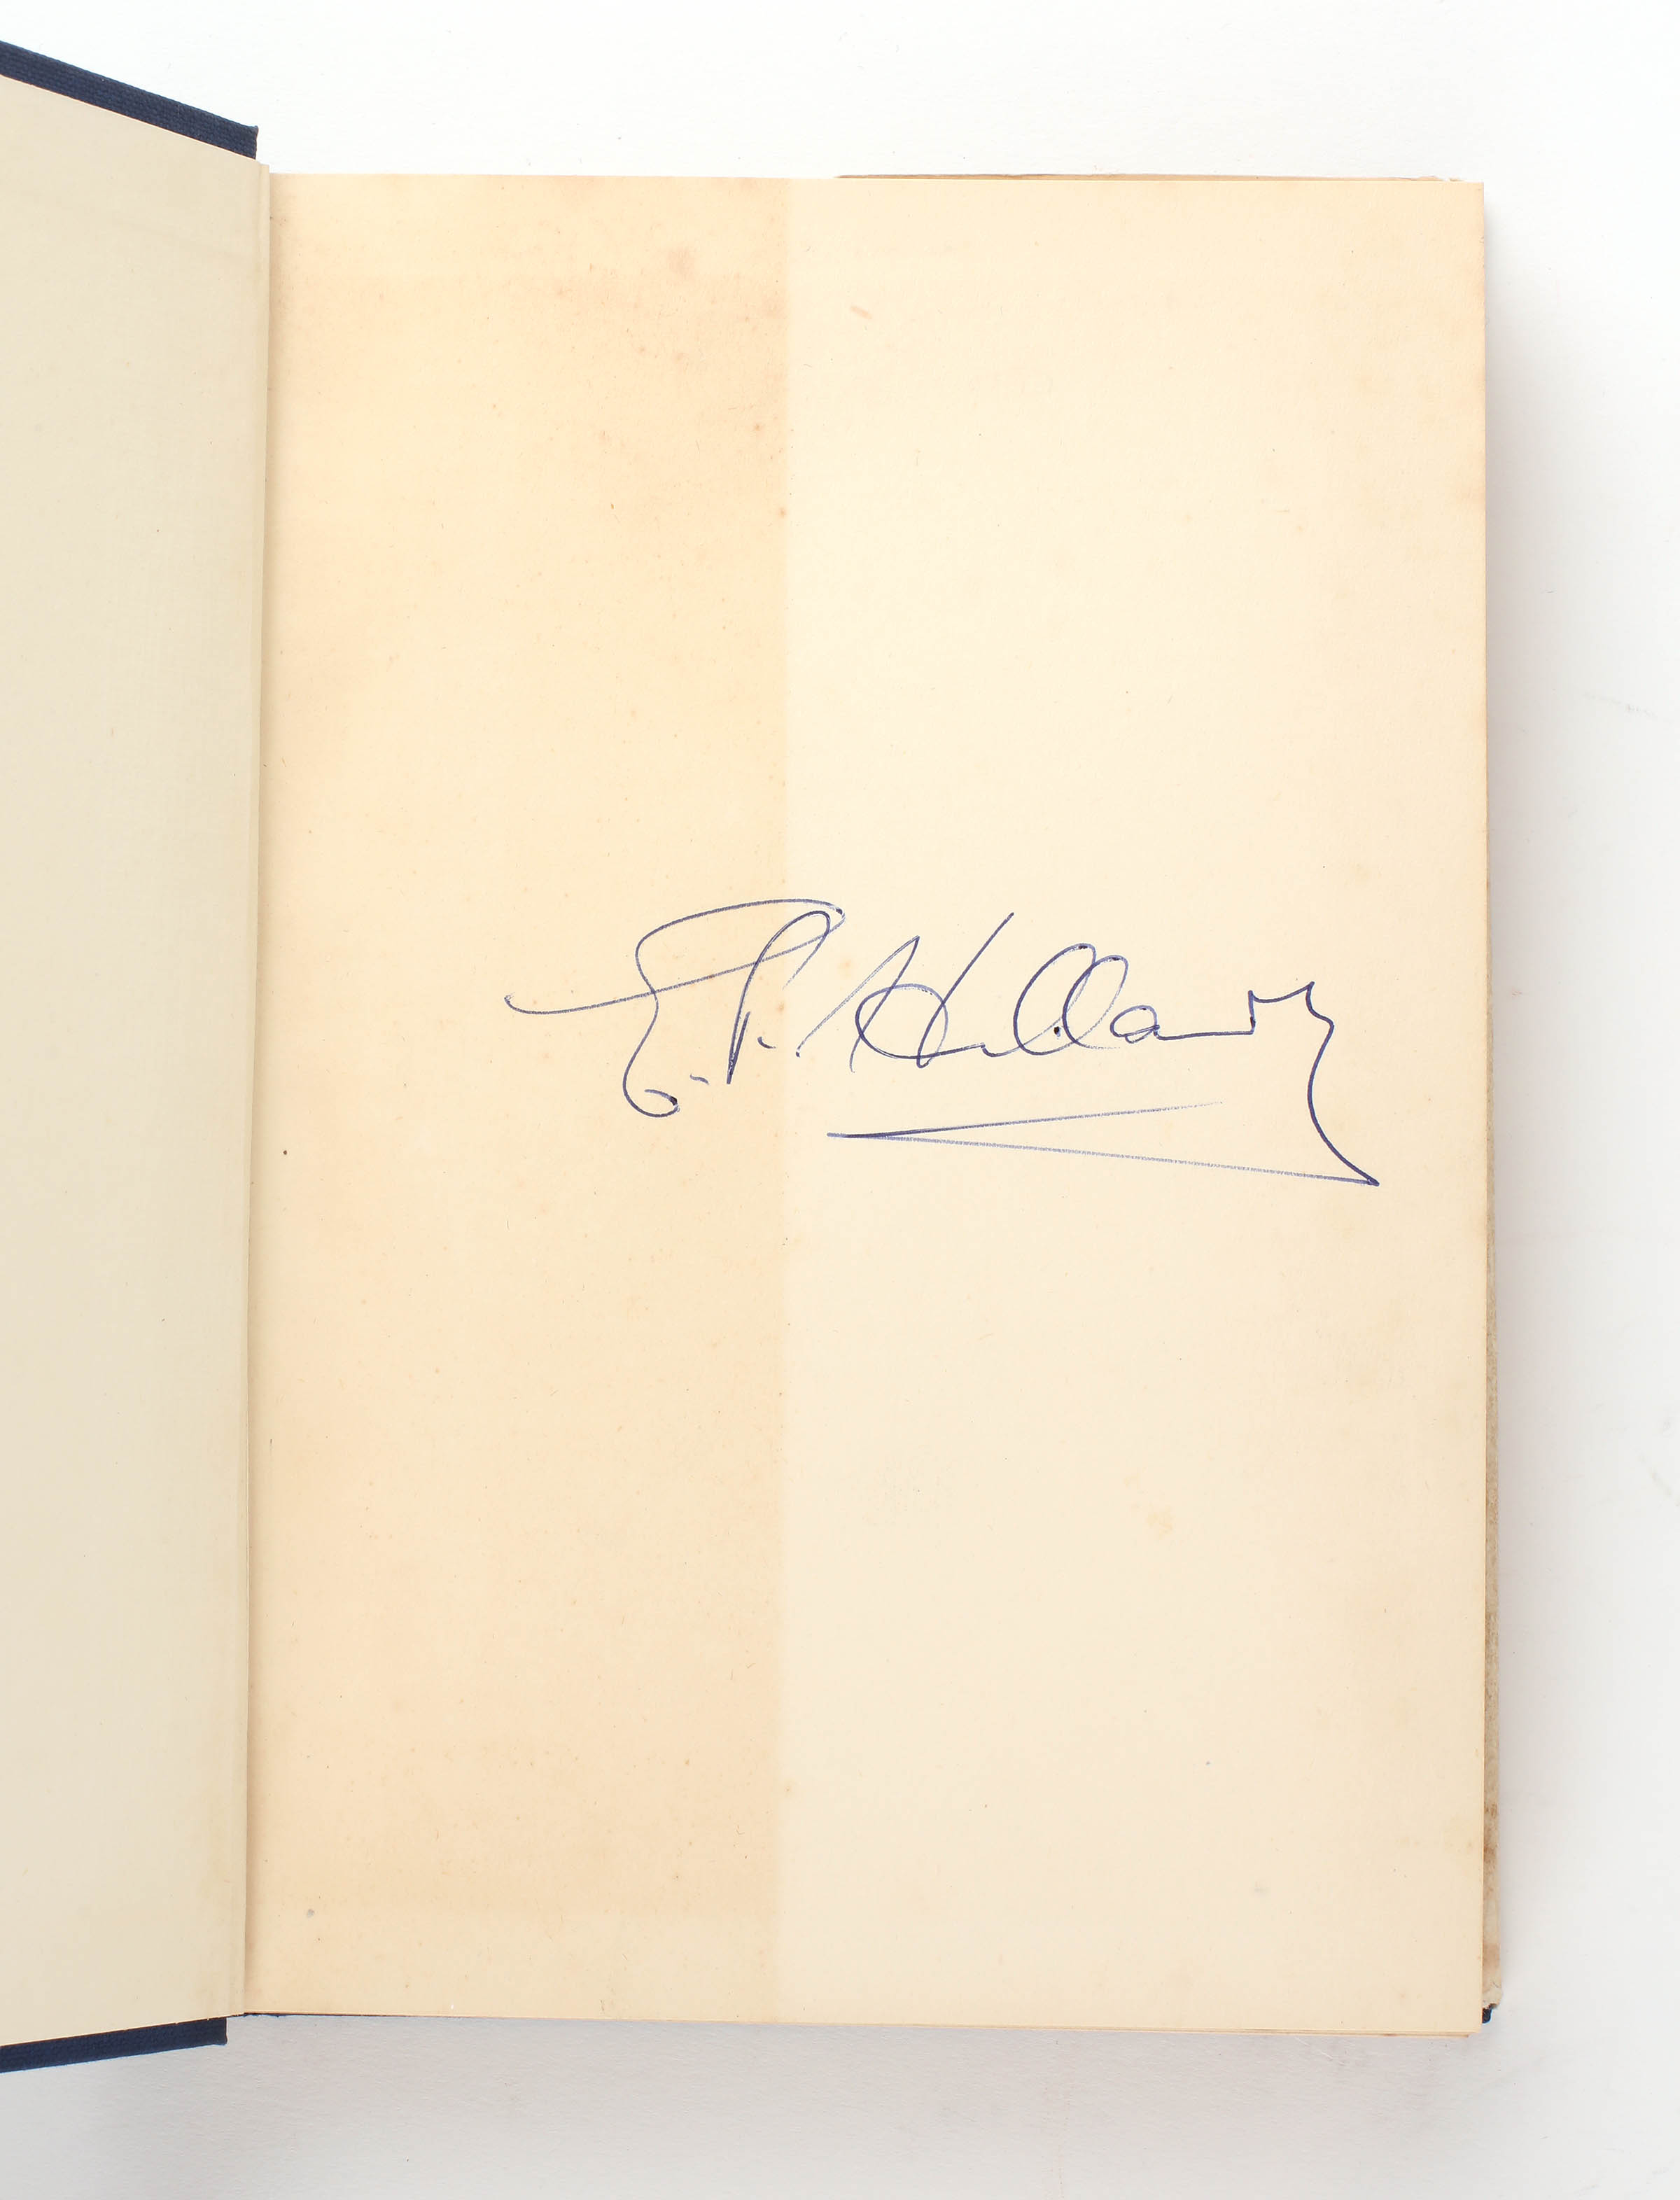 E. P. Hillary